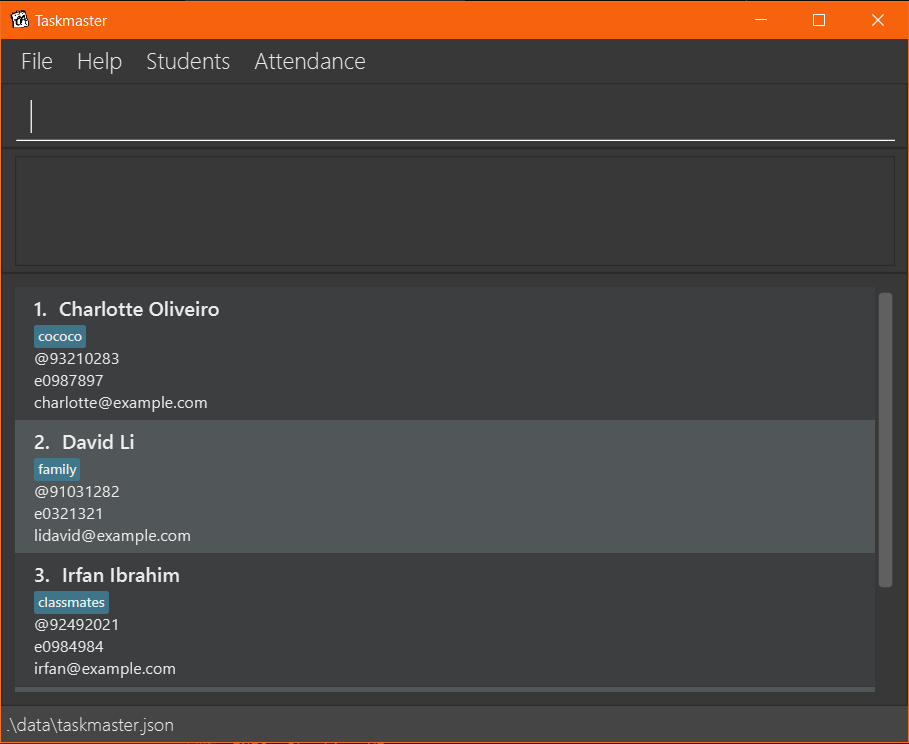 Taskmaster
File Help Students Attendance
1. Charlotte Oliveiro
cococo
@93210283
e0987897
charlotte@example.com
2. David Li
family
@91031282
e0321321
lidavid@example.com
3. Irfan Ibrahim
classmates
@92492021
e0984984
irfan@example.com
.\data\taskmaster.json